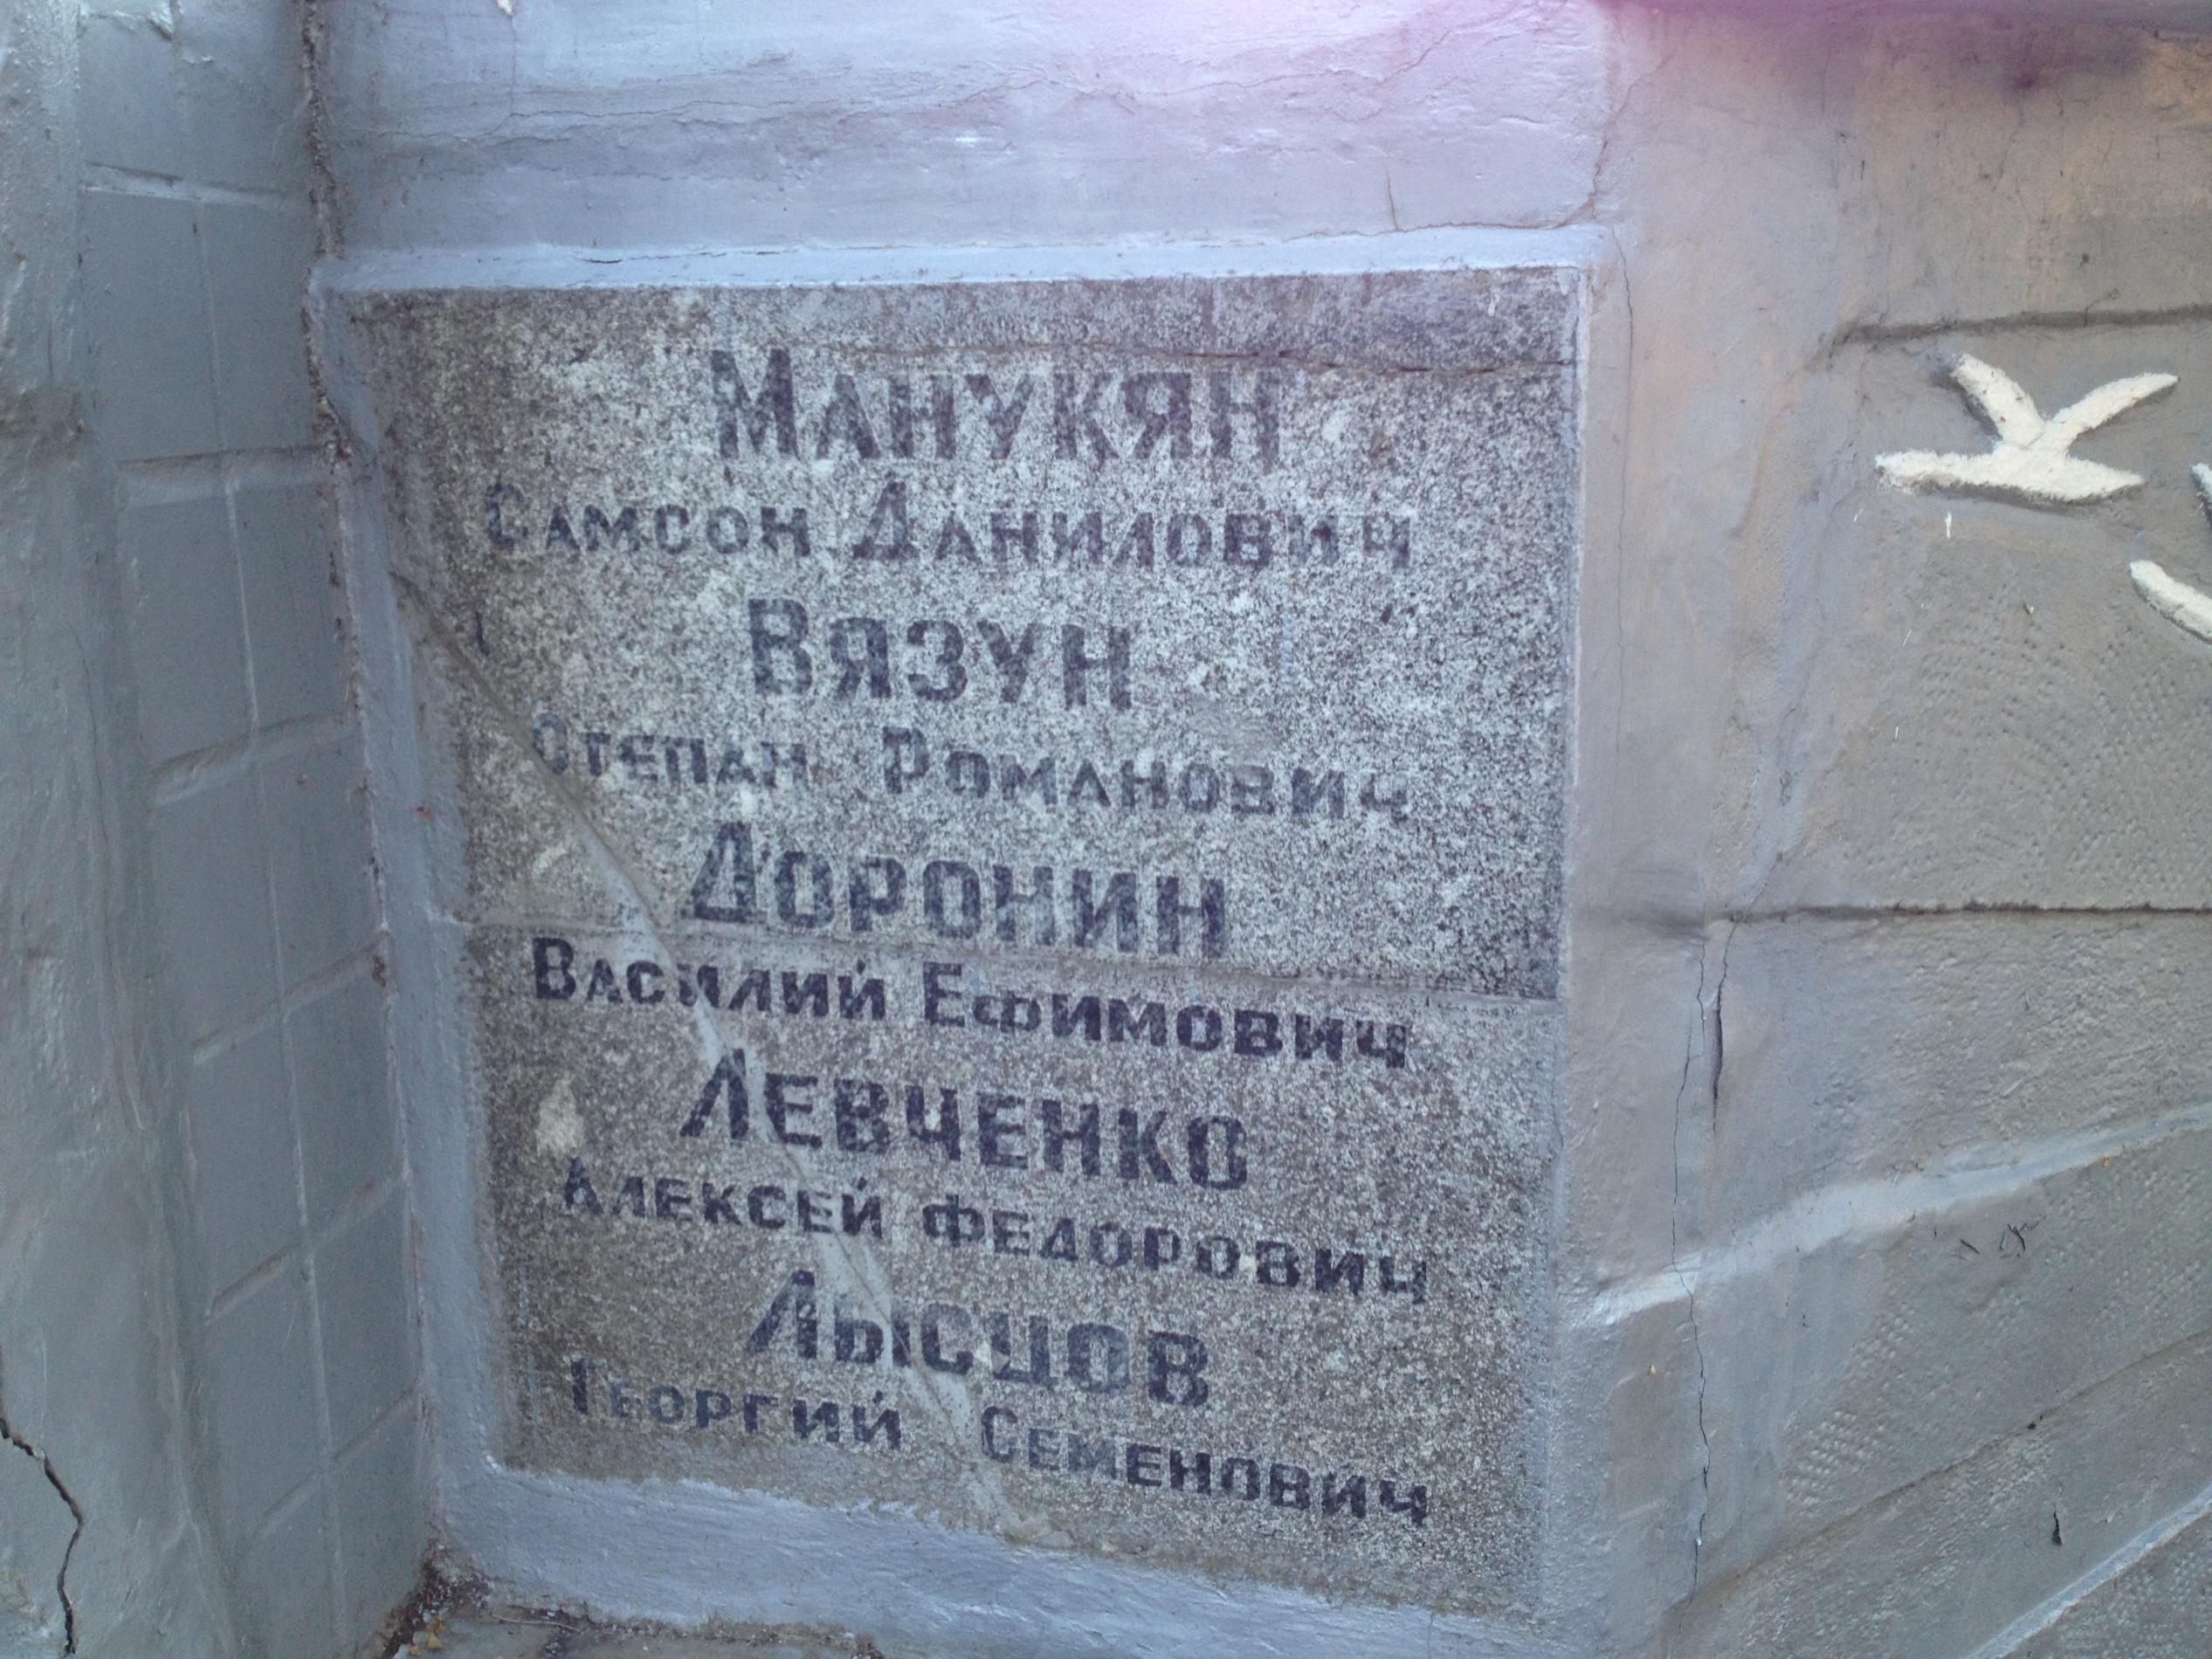 Манукян
Самсон Данилович
Вязун
Степан Романович
Доронин
Василий Ефимович
Левченко
Алексей Федорович
Лысцов
Георгий Семенович